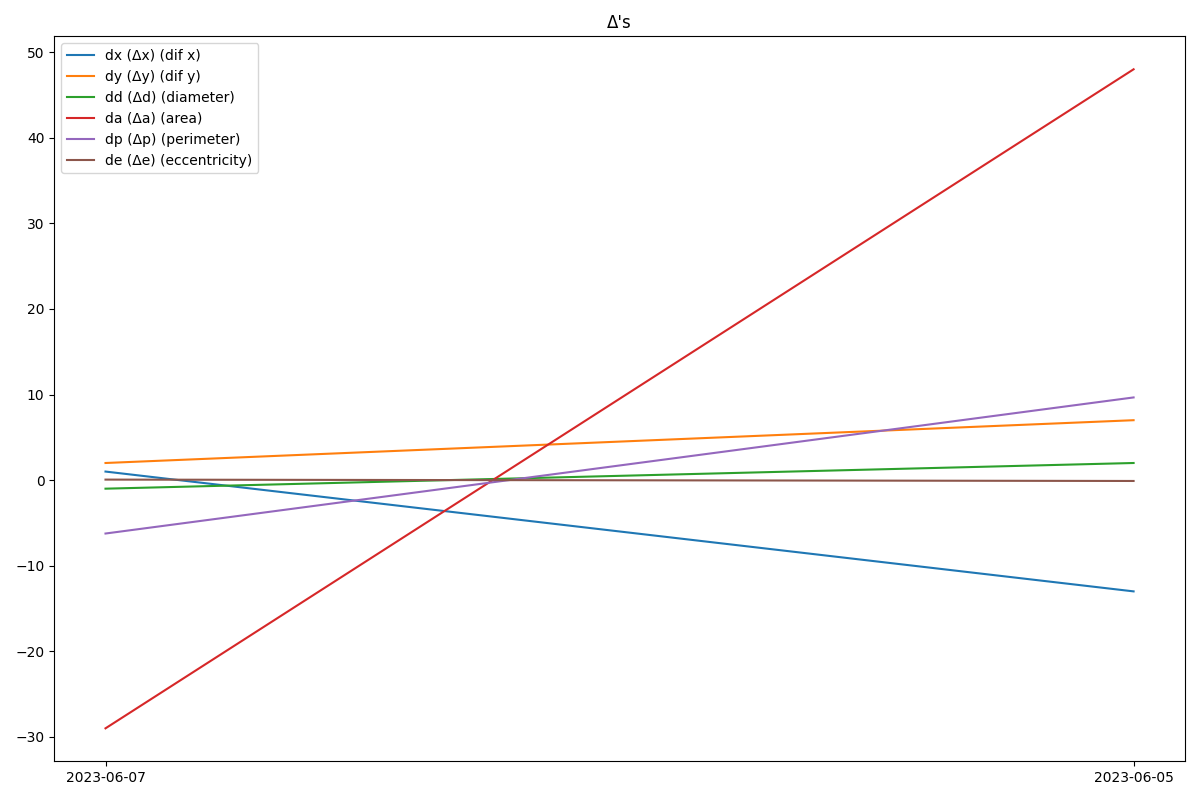 Δ's
dx (Δx) (dif x)
dy (Δy) (dif y)
dd (Δd) (diameter)
da (Δa) (area)
dp (Δp) (perimeter)
de (Δe) (eccentricity)
50
40
30
20
10
0
−10
−20
−30
2023-06-07 2023-06-05